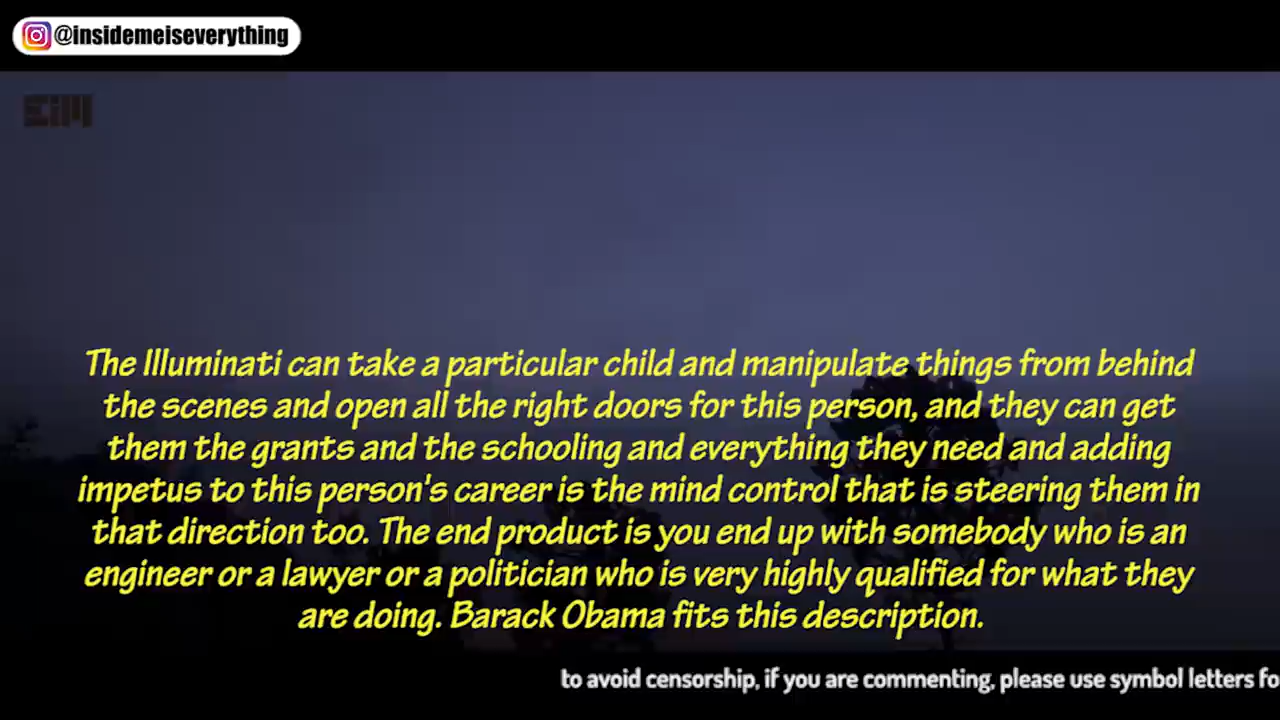 @insidemeiseverything
EiM
The Illuminati can take a particular child and manipulate things from behind
the scenes and open all the right doors for this person, and they can get
them the grants and the schooling and everything they need and adding
impetus to this person's career is the mind control that is steering them in
that direction too. The end product is you end up with somebody who is an
engineer or a lawyer or a politician who is very highly qualified for what they
are doing. Barack Obama fits this description.
to avoid censorship, if you are commenting, please use symbol letters fo